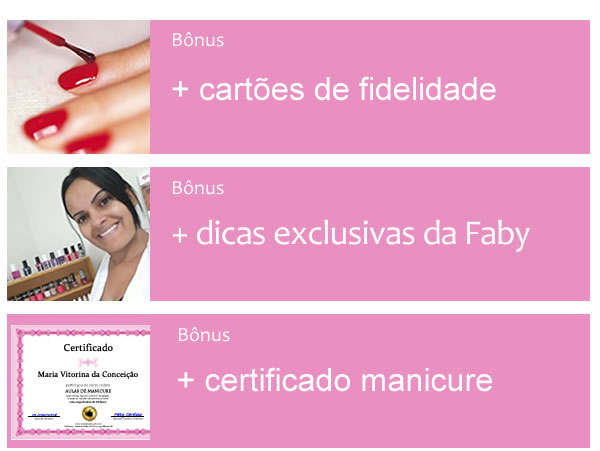 Bônus
+ cartões de fidelidade
Bônus
+ dicas exclusivas da Faby
Bônus
+ certificado manicure
Certificado
Maria Vitorina da Conceição
AULAS DE MANICURE